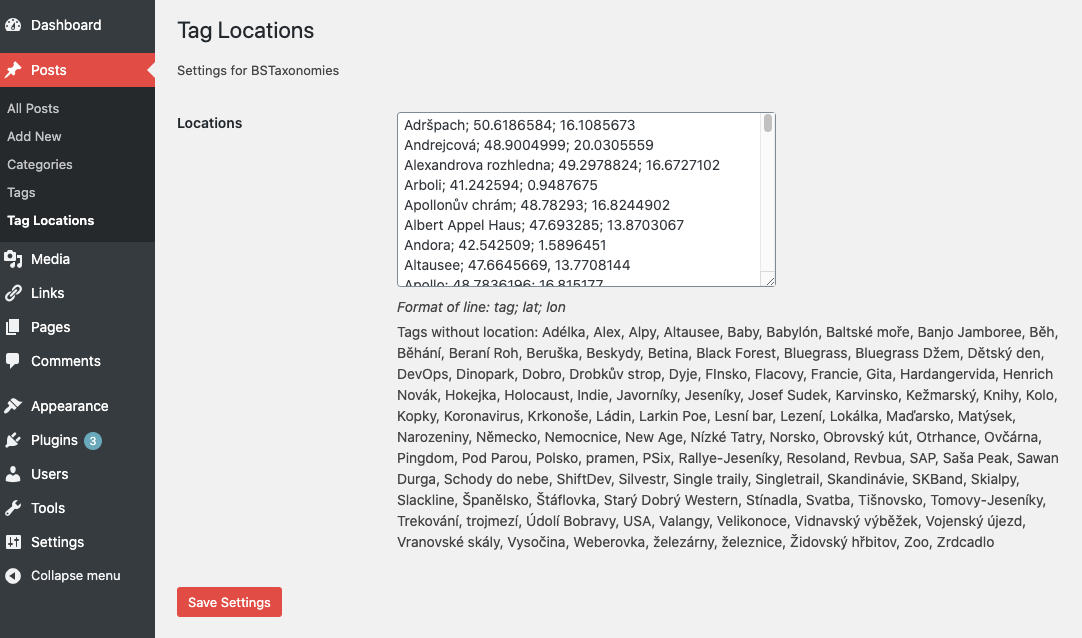 Dashboard
Posts
All Posts
Add New
Categories
Tags
Tag Locations
Media
Links
Pages
Comments
Appearance
Plugins 3
Users
Tools
Settings
Collapse menu
Tag Locations
Settings for BSTaxonomies
Locations
Adršpach; 50.6186584; 16.1085673
Andrejcová; 48.9004999; 20.0305559
Alexandrova rozhledna; 49.2978824; 16.6727102
Arboli; 41.242594; 0.9487675
Apollonův chrám; 48.78293; 16.8244902
Albert Appel Haus; 47.693285; 13.8703067
Andora; 42.542509; 1.5896451
Altausee; 47.6645669, 13.7708144
Apollo; 48.7836196; 16.815177
Format of line: tag; lat; lon
Tags without location: Adélka, Alex, Alpy, Altausee, Baby, Babylón, Baltské moře, Banjo Jamboree, Běh,
Běhání, Beraní Roh, Beruška, Beskydy, Betina, Black Forest, Bluegrass, Bluegrass Džem, Dětský den,
DevOps, Dinopark, Dobro, Drobkův strop, Dyje, FInsko, Flacovy, Francie, Gita, Hardangervida, Henrich
Novák, Hokejka, Holocaust, Indie, Javorníky, Jeseníky, Josef Sudek, Karvinsko, Kežmarský, Knihy, Kolo,
Kopky, Koronavirus, Krkonoše, Ládin, Larkin Poe, Lesní bar, Lezení, Lokálka, Maďarsko, Matýsek,
Narozeniny, Německo, Nemocnice, New Age, Nízké Tatry, Norsko, Obrovský kút, Otrhance, Ovčárna,
Pingdom, Pod Parou, Polsko, pramen, PSix, Rallye-Jeseníky, Resoland, Revbua, SAP, Saša Peak, Sawan
Durga, Schody do nebe, ShiftDev, Silvestr, Single traily, Singletrail, Skandinávie, SKBand, Skialpy,
Slackline, Španělsko, Štáflovka, Starý Dobrý Western, Stínadla, Svatba, Tišnovsko, Tomovy-Jeseníky,
Trekování, trojmezí, Údolí Bobravy, USA, Valangy, Velikonoce, Vidnavský výběžek, Vojenský újezd,
Vranovské skály, Vysočina, Weberovka, železárny, železnice, Židovský hřbitov, Zoo, Zrdcadlo
Save Settings